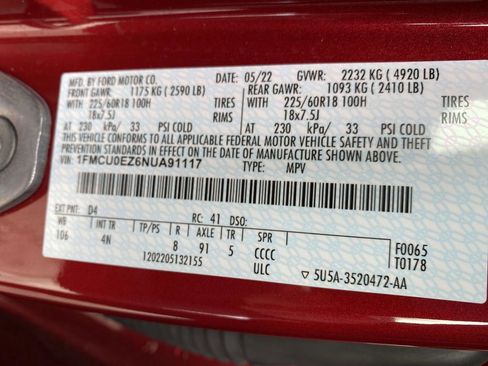 MFD. BY FORD MOTOR CO. 05/22 GVWR: 2232 KG ( 4920 LB)
FRONT GAWR: 1175 KG ( 2590 LB) REAR GAWR: 1093 KG ( 2410 LB)
WITH 225/60R18 100H TIRES WITH 225/60R18 100H TIRES
18x7.5J RIMS 18x7.5J RIMS
AT 230 kPa/ 33 PSI COLD AT 230 kPa/ 33 PSI COLD
THIS VEHICLE CONFORMS TO ALL APPLICABLE FEDERAL MOTOR VEHICLE SAFETY AND THEFT
PREVENTION STANDARDS IN EFFECT ON THE DATE OF MANUFACTURE SHOWN ABOVE.
1FMCU0EZ6NUA91117 TYPE: MPV
EXT PNT: D4 RC: 41 DSO:
WB INT TR TP/PS R AXLE TR SPR F0065
106 4N 8 91 5 CCCC T0178
1202205132155 ULC 5U5A-3520472-AA